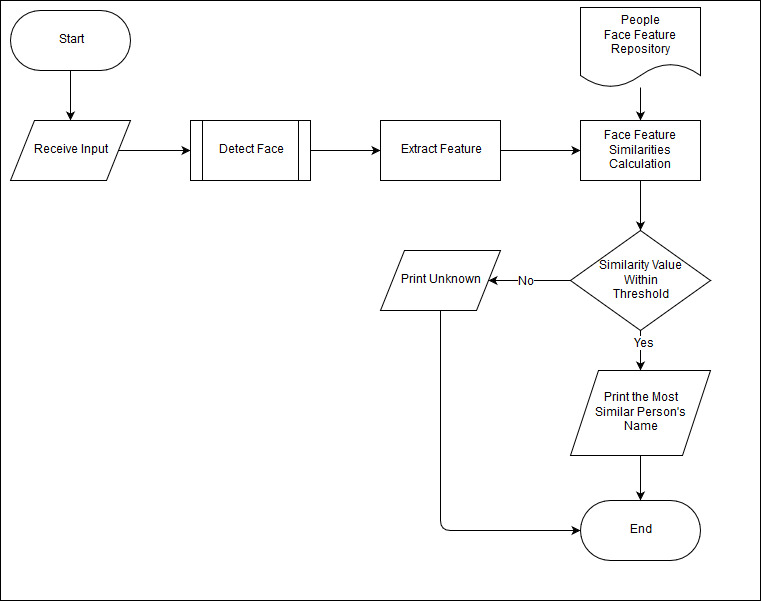 Start
People
Face Feature
Repository
Receive Input
Detect Face
Extract Feature
Face Feature
Similarities
Calculation
Similarity Value
Within
Threshold
No
Print Unknown
Yes
Print the Most
Similar Person's
Name
End